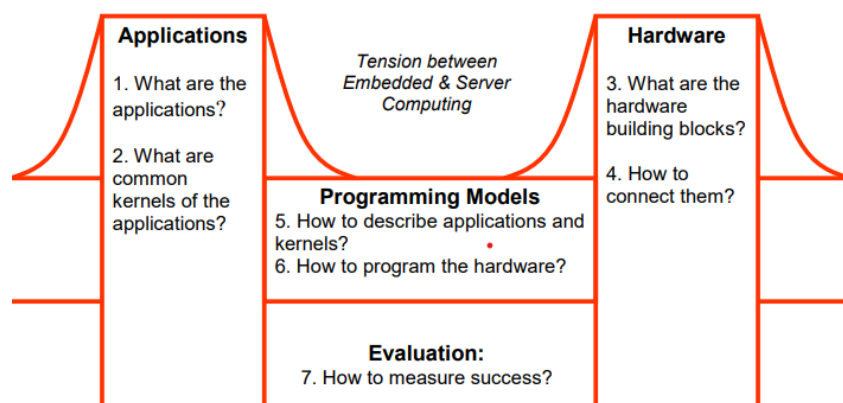 Applications
1. What are the
applications?
2. What are
common
kernels of the
applications?
Tension between
Embedded & Server
Computing
Hardware
3. What are the
hardware
building blocks?
4. How to
connect them?
Programming Models
5. How to describe applications and
kernels?
6. How to program the hardware?
Evaluation:
7. How to measure success?